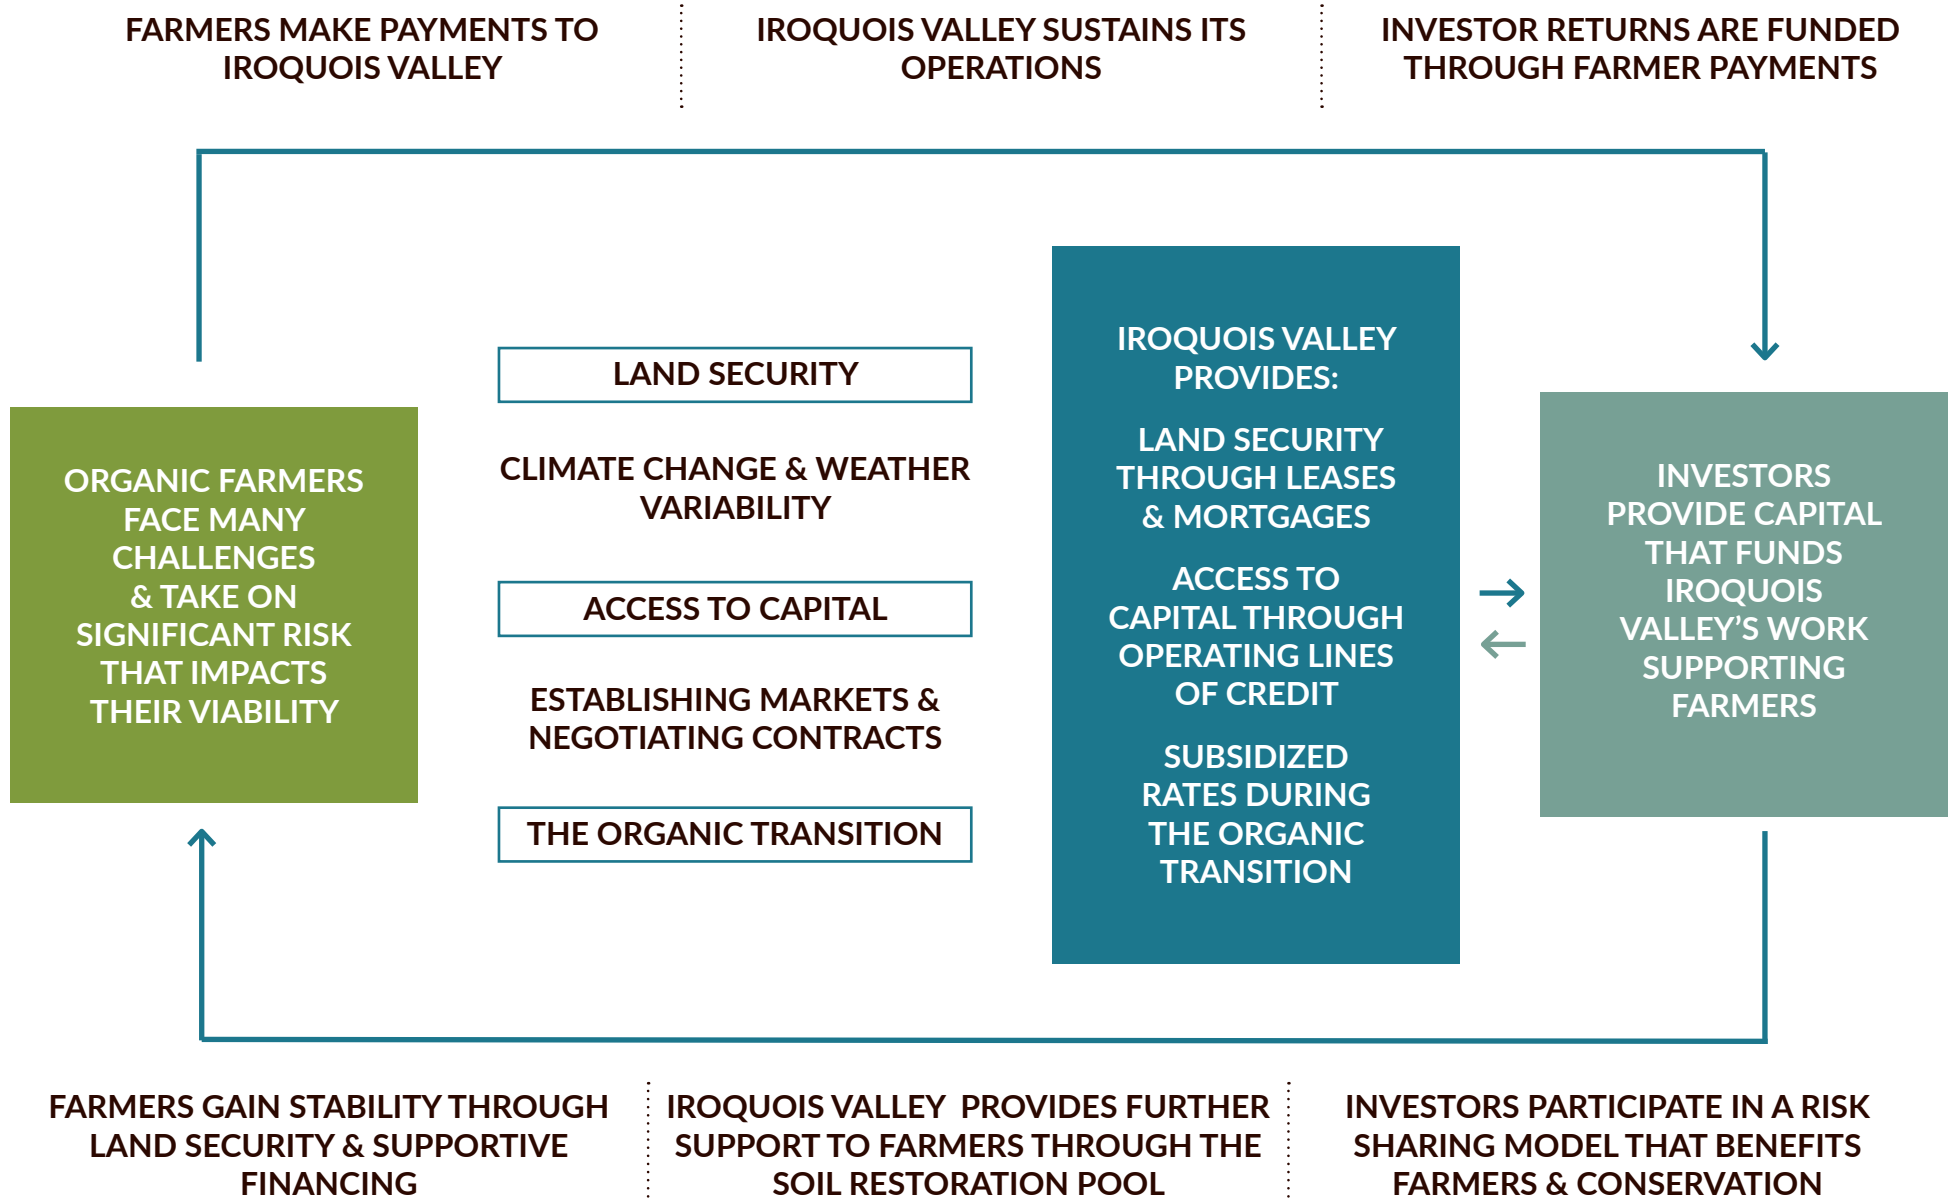 FARMERS MAKE PAYMENTS TO
IROQUOIS VALLEY
IROQUOIS VALLEY SUSTAINS ITS
OPERATIONS
INVESTOR RETURNS ARE FUNDED
THROUGH FARMER PAYMENTS
ORGANIC FARMERS
FACE MANY
CHALLENGES
& TAKE ON
SIGNIFICANT RISK
THAT IMPACTS
THEIR VIABILITY
LAND SECURITY
CLIMATE CHANGE & WEATHER
VARIABILITY
ACCESS TO CAPITAL
ESTABLISHING MARKETS &
NEGOTIATING CONTRACTS
THE ORGANIC TRANSITION
IROQUOIS VALLEY
PROVIDES:
LAND SECURITY
THROUGH LEASES
& MORTGAGES
ACCESS TO
CAPITAL THROUGH
OPERATING LINES
OF CREDIT
SUBSIDIZED
RATES DURING
THE ORGANIC
TRANSITION
INVESTORS
PROVIDE CAPITAL
THAT FUNDS
IROQUOIS
VALLEY’S WORK
SUPPORTING
FARMERS
FARMERS GAIN STABILITY THROUGH
LAND SECURITY & SUPPORTIVE
FINANCING
IROQUOIS VALLEY PROVIDES FURTHER
SUPPORT TO FARMERS THROUGH THE
SOIL RESTORATION POOL
INVESTORS PARTICIPATE IN A RISK
SHARING MODEL THAT BENEFITS
FARMERS & CONSERVATION